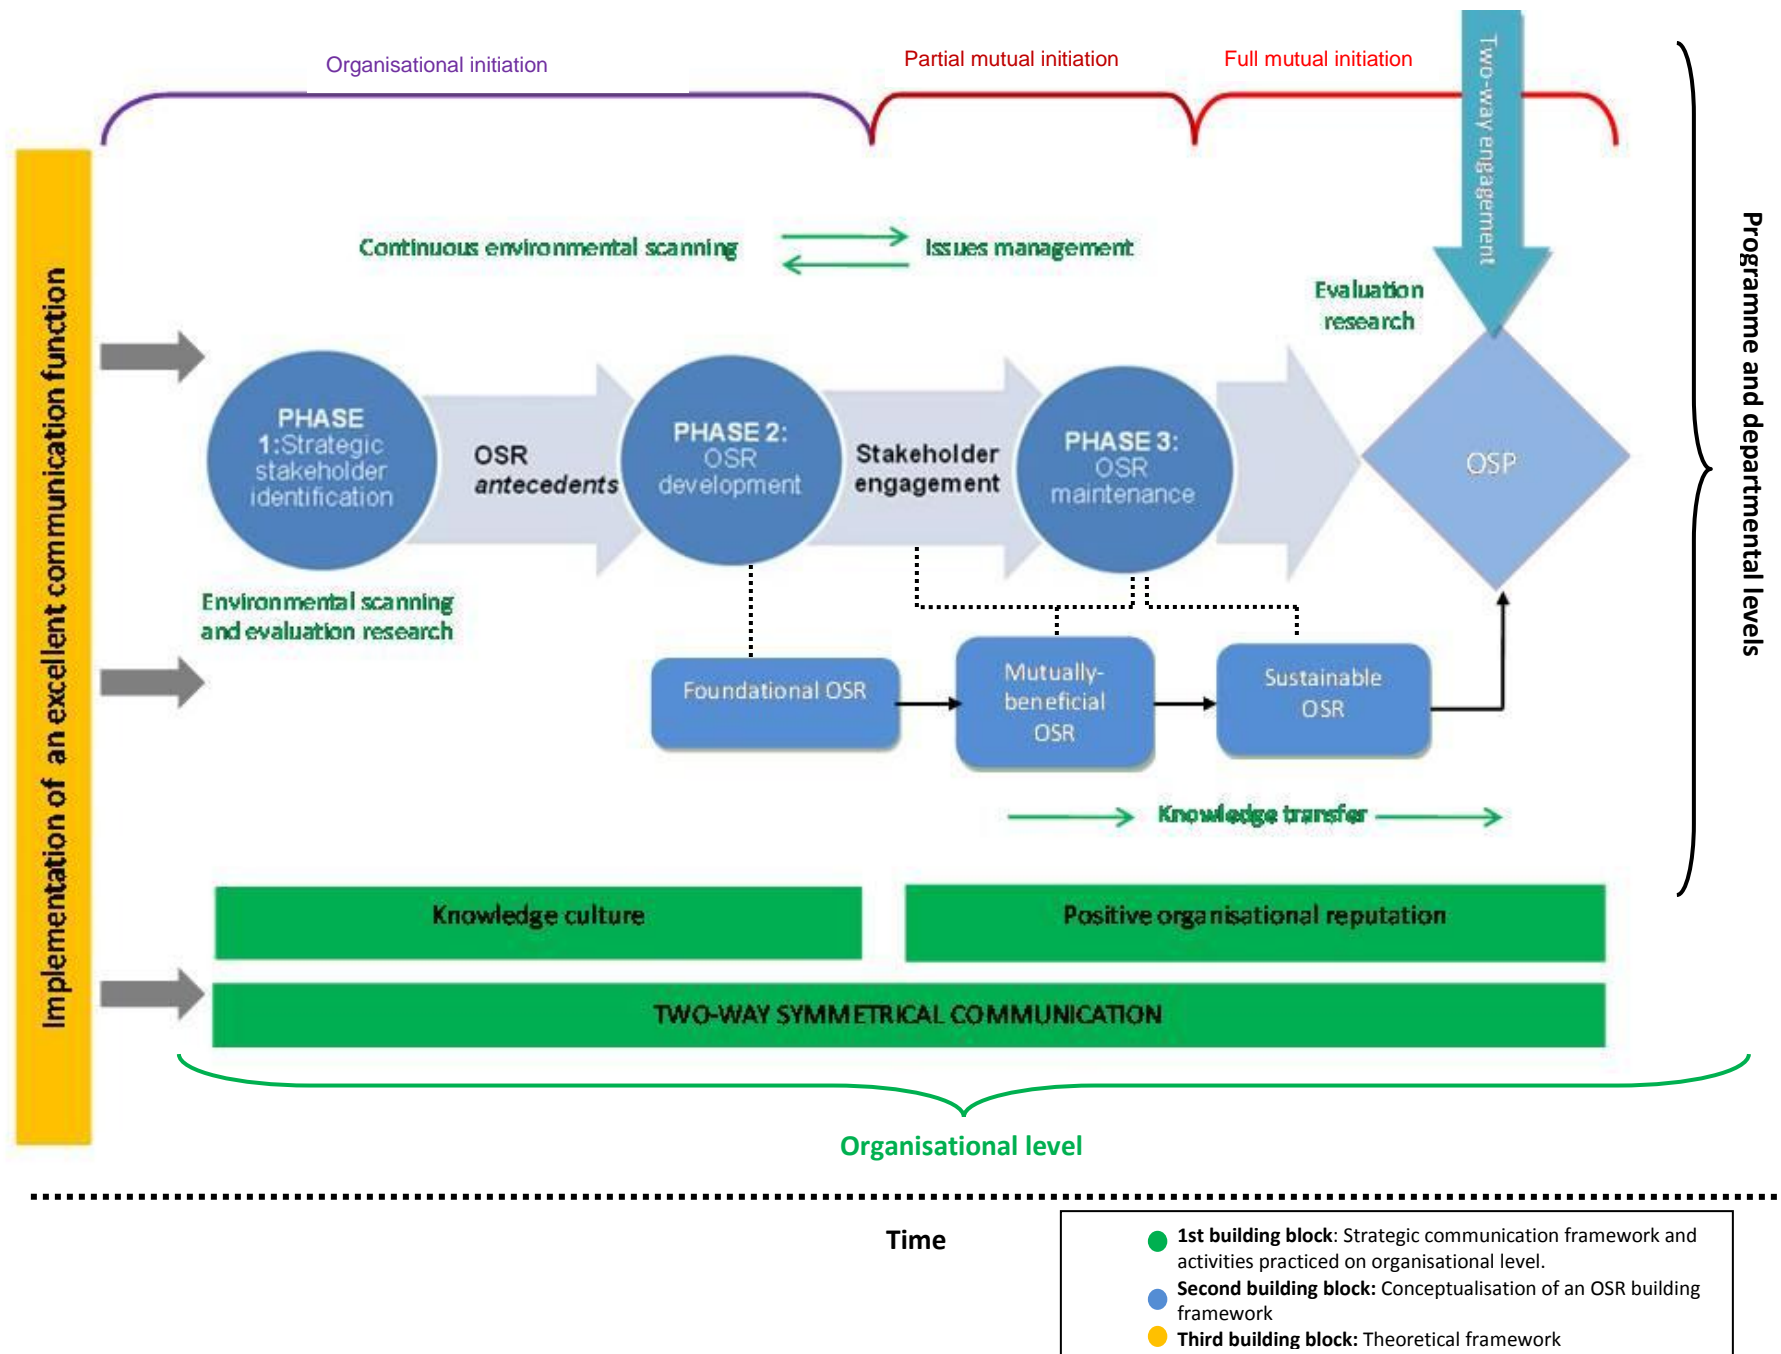 Organisational initiation
Partial mutual initiation
Full mutual initiation
Two-way engagement
Implementation of an excellent communication function
Continuous environmental scanning
Issues management
Evaluation
research
PHASE
1:Strategic
stakeholder
identification
OSR
antecedents
PHASE 2:
OSR
development
Stakeholder
engagement
PHASE 3:
OSR
maintenance
OSP
Programme and departmental levels
Environmental scanning
and evaluation research
Foundational OSR
Mutually-
beneficial
OSR
Sustainable
OSR
Knowledge transfer
Knowledge culture
Positive organisational reputation
TWO-WAY SYMMETRICAL COMMUNICATION
Organisational level
Time
1st building block: Strategic communication framework and
activities practiced on organisational level.
Second building block: Conceptualisation of an OSR building
framework
Third building block: Theoretical framework